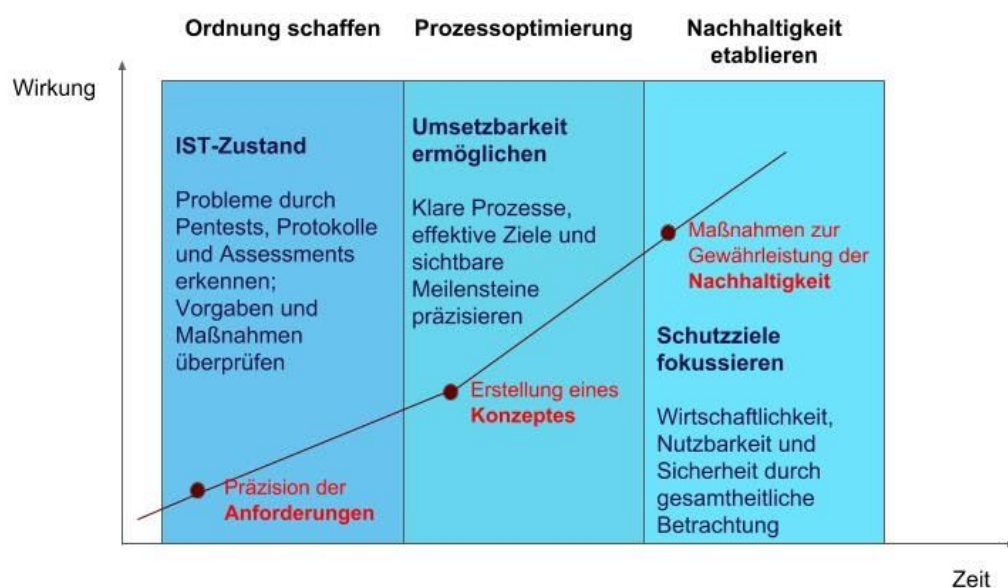 Ordnung schaffen
Prozessoptimierung
Nachhaltigkeit
etablieren
Wirkung
IST-Zustand
Probleme durch
Pentests, Protokolle
und Assessments
erkennen;
Vorgaben und
Maßnahmen
überprüfen
Präzision der
Anforderungen
Umsetzbarkeit
ermöglichen
Klare Prozesse,
effektive Ziele und
sichtbare
Meilensteine
präzisieren
Erstellung eines
Konzeptes
Maßnahmen zur
Gewährleistung der
Nachhaltigkeit
Schutzziele
fokussieren
Wirtschaftlichkeit,
Nutzbarkeit und
Sicherheit durch
gesamtheitliche
Betrachtung
Zeit